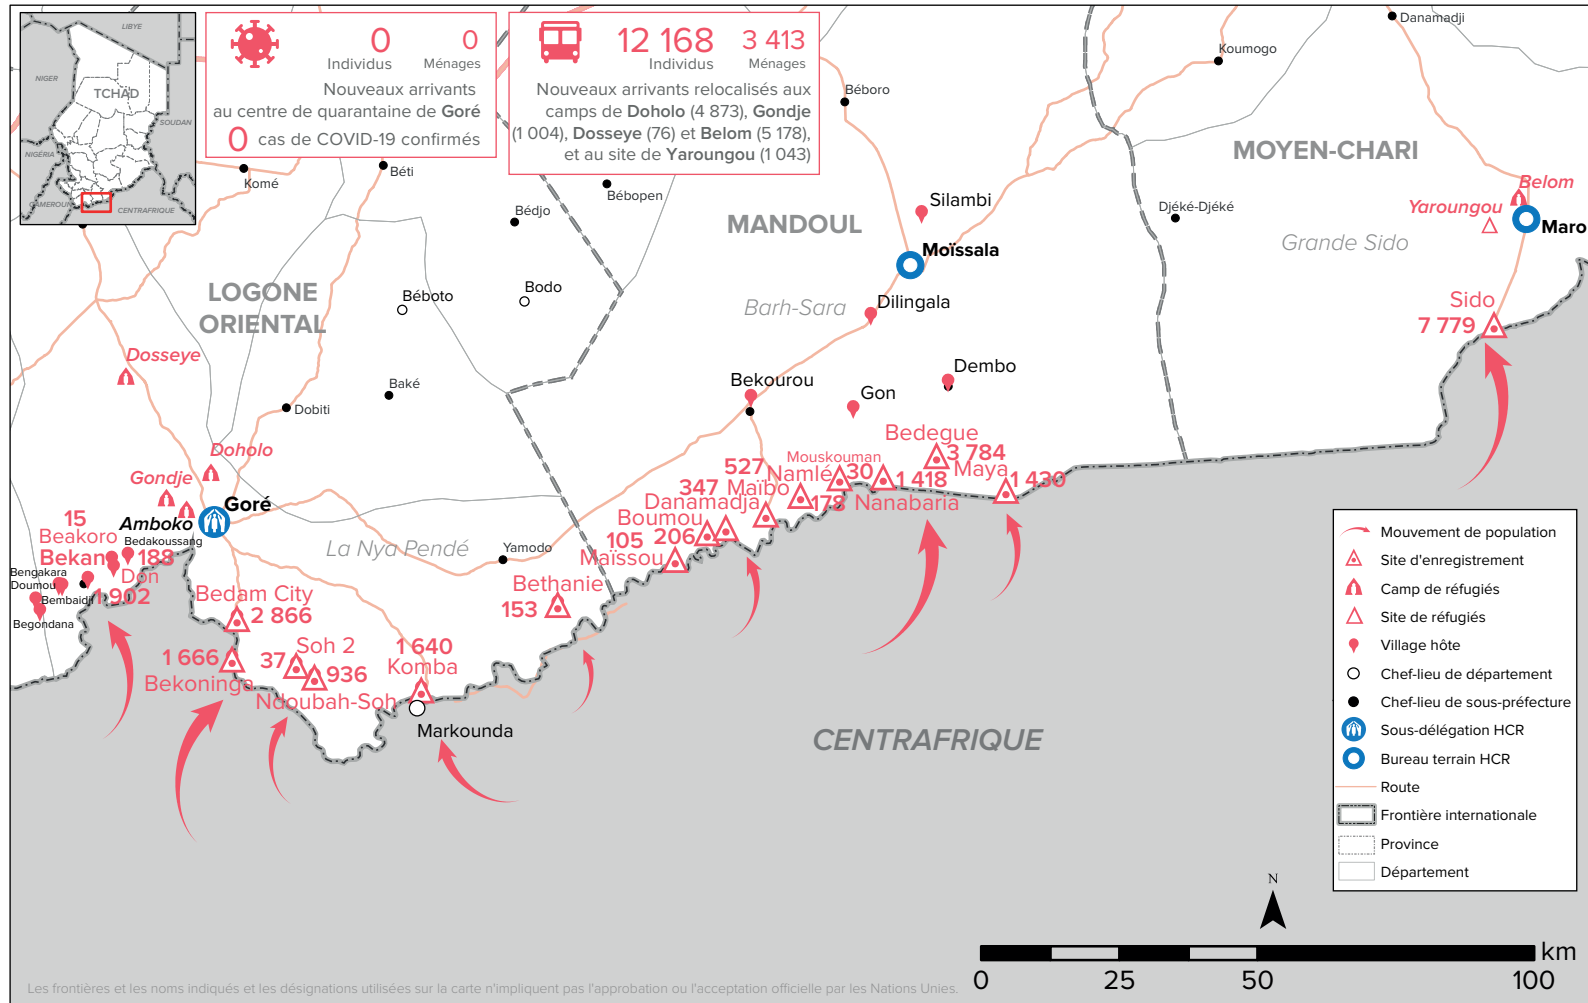 LIBYE
NIGER
TCHAD
SOUDAN
NIGÉRIA
CAMEROUN
CENTRAFRIQUE
0
Individus
0
Ménages
Nouveaux arrivants
au centre de quarantaine de Goré
0 cas de COVID-19 confirmés
12 168
Individus
3 413
Ménages
Nouveaux arrivants relocalisés aux
camps de Doholo (4 873), Gondje
(1 004), Dosseye (76) et Belom (5 178),
et au site de Yaroungou (1 043)
Danamadji
Koumogo
Béboro
MOYEN-CHARI
Komé
Béti
Bébopen
Belom
Silambi
Yaroungou
Djéké-Djéké
Bédjo
MANDOUL
Maro
Grande Sido
Moïssala
LOGONE
ORIENTAL
Béboto
Bodo
Barh-Sara
Dilingala
Sido
7 779
Dosseye
Dembo
Bekourou
Baké
Gon
Dobiti
Bedegue
3 784
Doholo
Mouskouman
30
527
Namlé
Maya
1 430
Gondje
1 418
347
Maïbo
178
Nanabaria
Danamadja
Goré
15
Boumou
Amboko
Beakoro
206
Bedakoussang
La Nya Pendé
105
Bekan
188
Yamodo
Maïssou
Bengakara
Don
Doumou
Bethanie
Bembaidji
1 902
Bedam City
153
Begondana
2 866
Soh 2
1 640
1 666
37
Komba
936
Bekoninga
Ndoubah-Soh
Markounda
CENTRAFRIQUE
Mouvement de population
Site d'enregistrement
Camp de réfugiés
Site de réfugiés
Village hôte
Chef-lieu de département
Chef-lieu de sous-préfecture
Sous-délégation HCR
Bureau terrain HCR
Route
Frontière internationale
Province
Département
N
km
0 25 50 100
Les frontières et les noms indiqués et les désignations utilisées sur la carte n'impliquent pas l'approbation ou l'acceptation officielle par les Nations Unies.